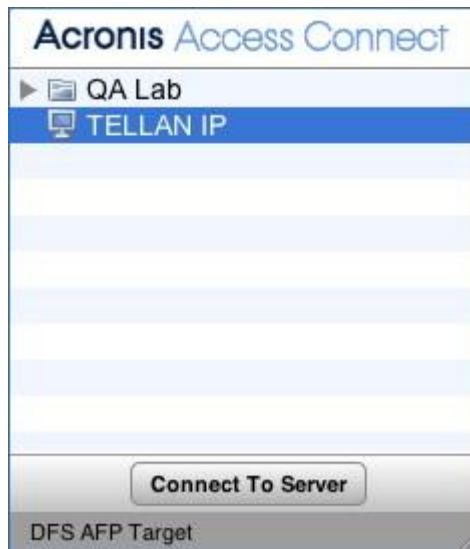 Acronis Access Connect
QA Lab
TELLAN IP
Connect To Server
DFS AFP Target